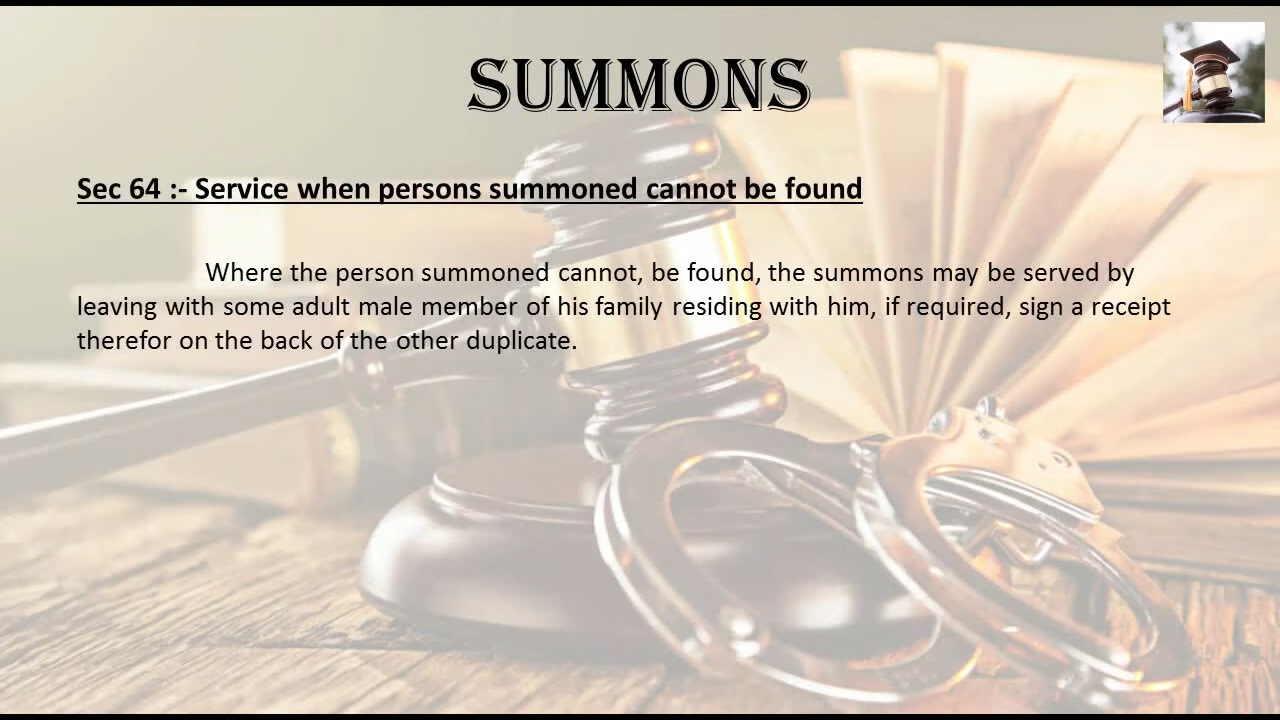 SUMMONS
Sec 64 :- Service when persons summoned cannot be found
Where the person summoned cannot, be found, the summons may be served by
leaving with some adult male member of his family residing with him, if required, sign a receipt
therefor on the back of the other duplicate.